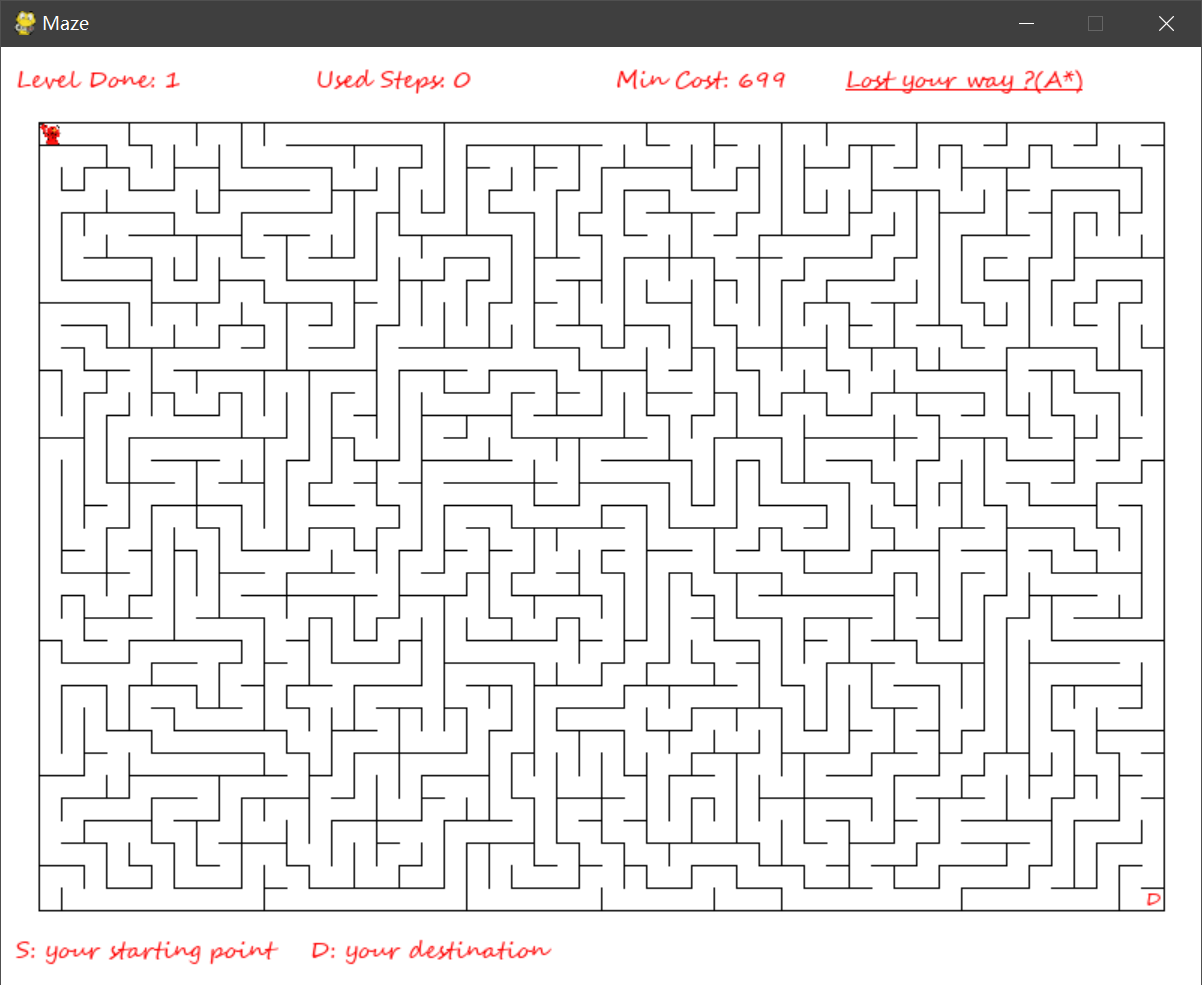 Maze
Level Done: 1 Used Steps: 0 Min Cost: 699 Lost your way ?(A*)
D
S: your starting point D: your destination